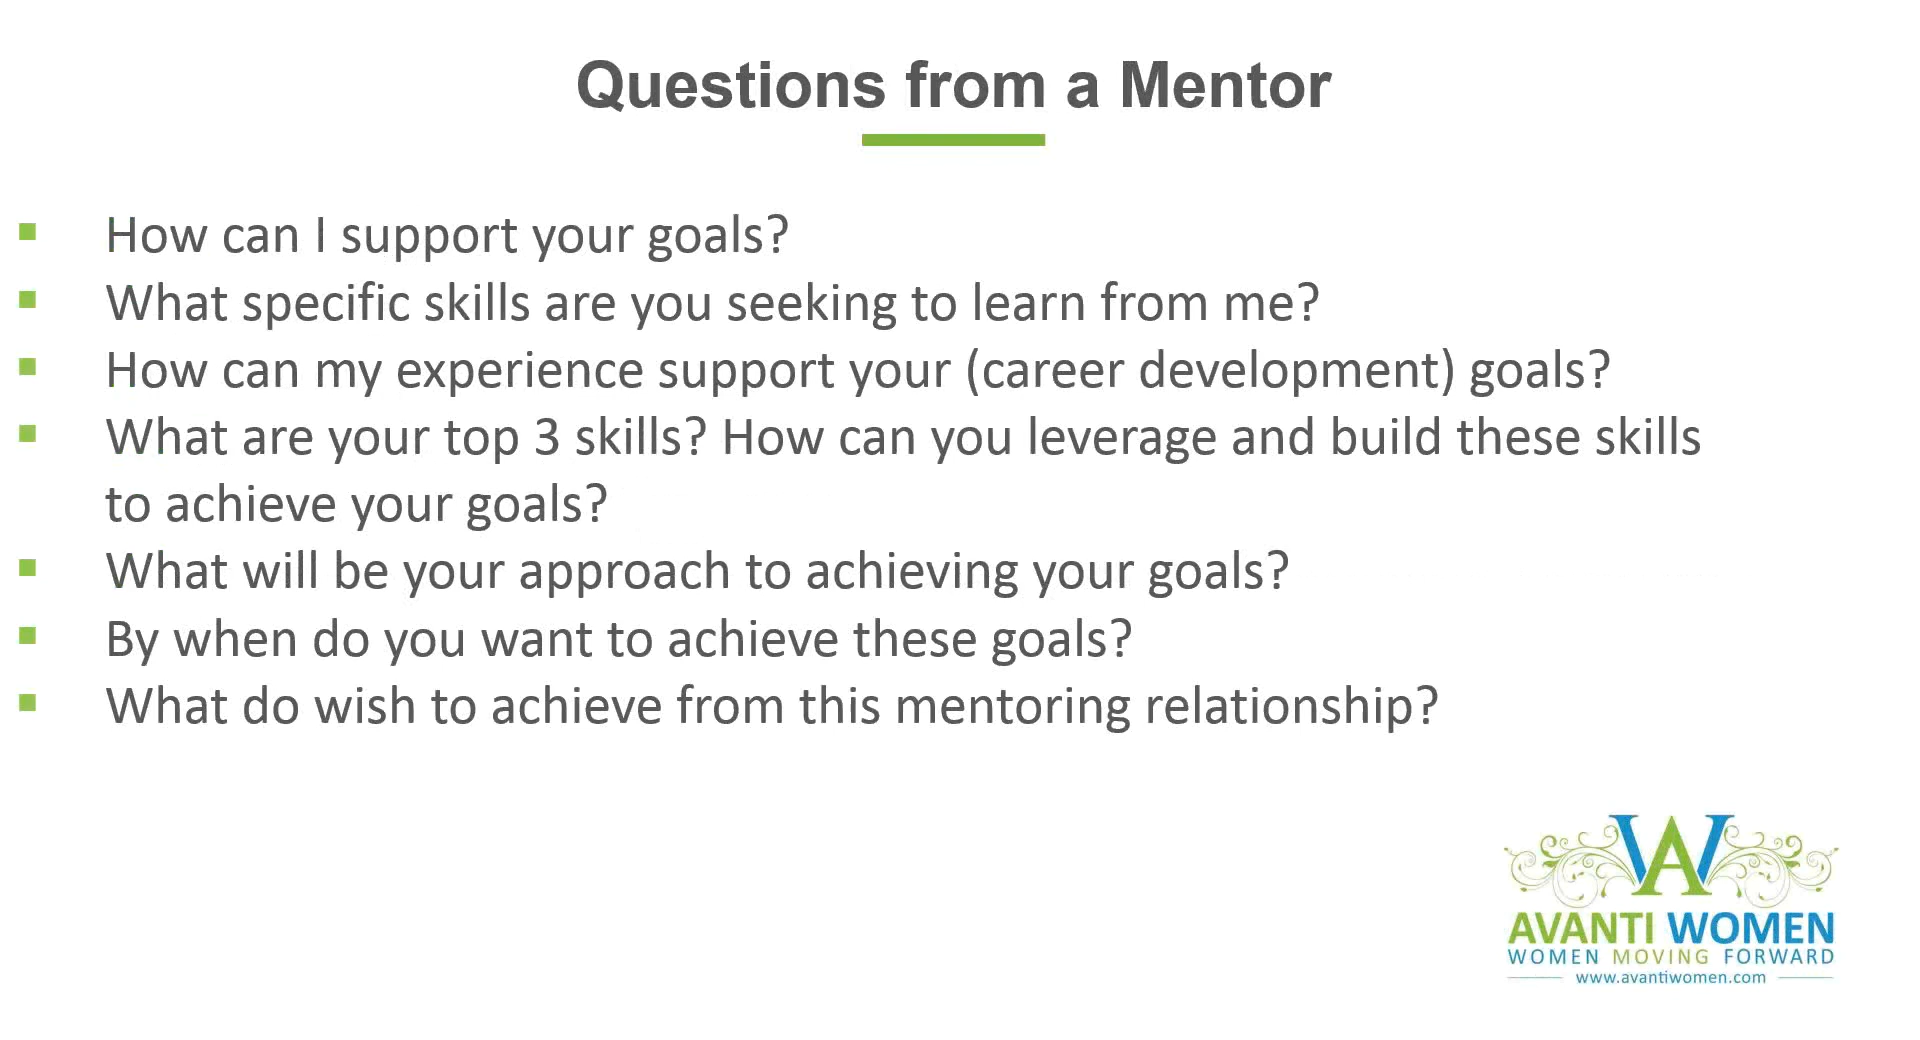 Questions from a Mentor
How can I support your goals?
What specific skills are you seeking to learn from me?
How can my experience support your (career development) goals?
What are your top 3 skills? How can you leverage and build these skills
to achieve your goals?
What will be your approach to achieving your goals?
By when do you want to achieve these goals?
What do wish to achieve from this mentoring relationship?
AW
AVANTI WOMEN
WOMEN MOVING FORWARD
www.avantiwomen.com